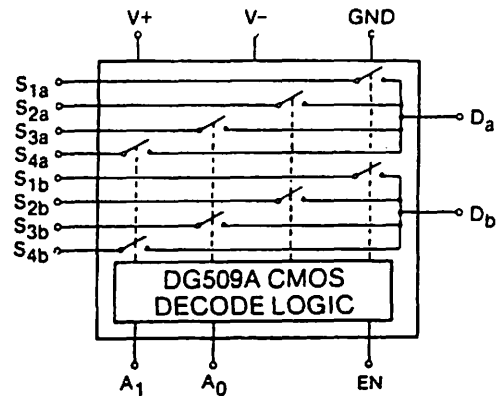 V+ V- GND
S1a
S2a
S3a
S4a
Da
S1b
S2b
S3b
S4b
Db
DG509A CMOS
DECODE LOGIC
A1 A0 EN